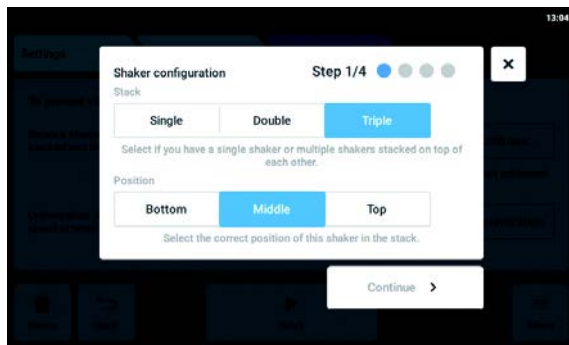 13:04
Settings
Shaker configuration
Step 1/4
Stack
Single Double Triple
Select if you have a single shaker or multiple shakers stacked on top of
each other.
Position
Bottom Middle Top
Select the correct position of this shaker in the stack.
Continue